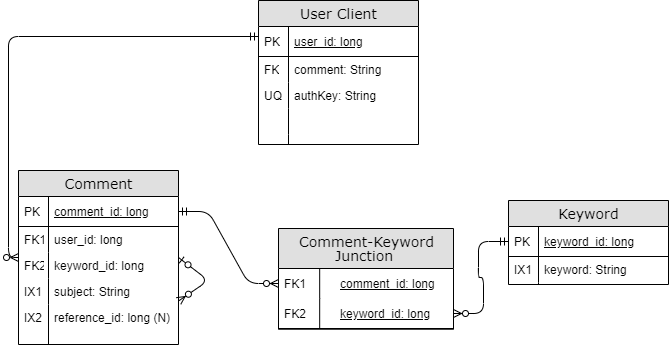 User Client
PK user_id: long
FK comment: String
UQ authKey: String
Comment
PK comment_id: long
FK1 user_id: long
FK2 keyword_id: long
IX1 subject: String
IX2 reference_id: long (N)
Comment-Keyword
Junction
FK1 comment_id: long
FK2 keyword_id: long
Keyword
PK keyword_id: long
IX1 keyword: String